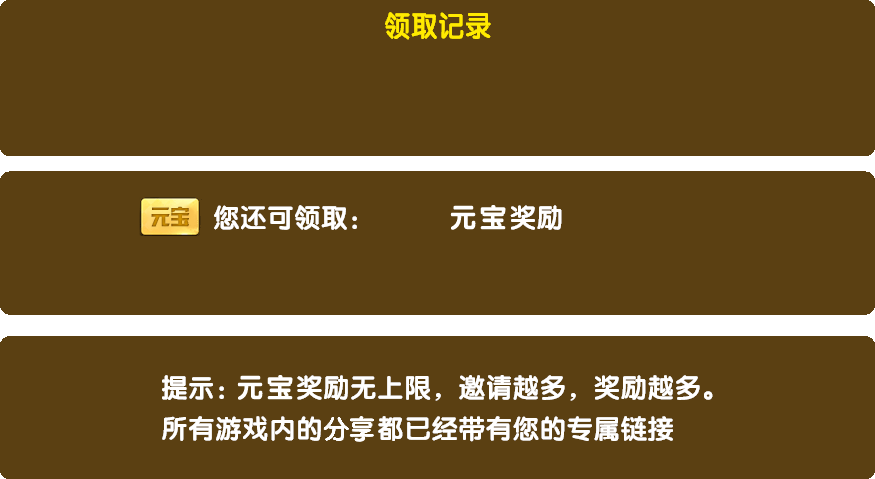 领取记录
元宝 您还可领取： 元宝奖励
提示：元宝奖励无上限，邀请越多，奖励越多。
所有游戏内的分享都已经带有您的专属链接